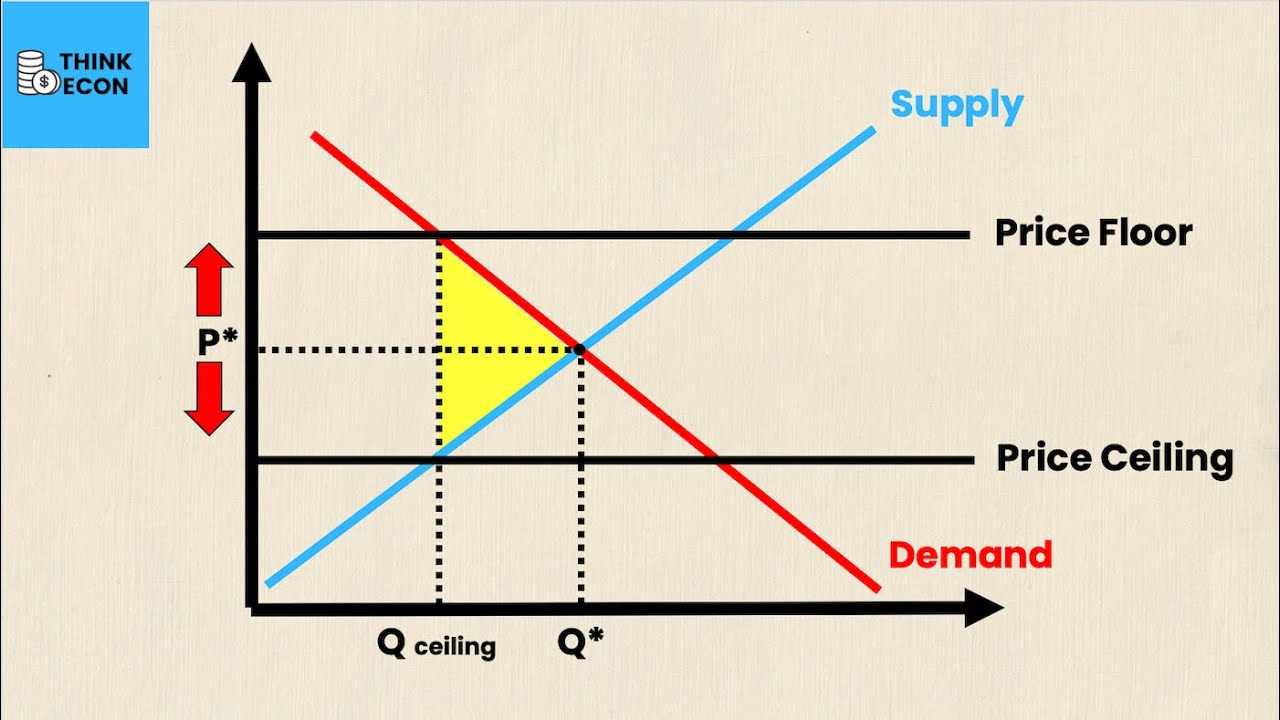 THINK
ECON
Supply
Price Floor
P*
Price Ceiling
Demand
Q ceiling
Q*